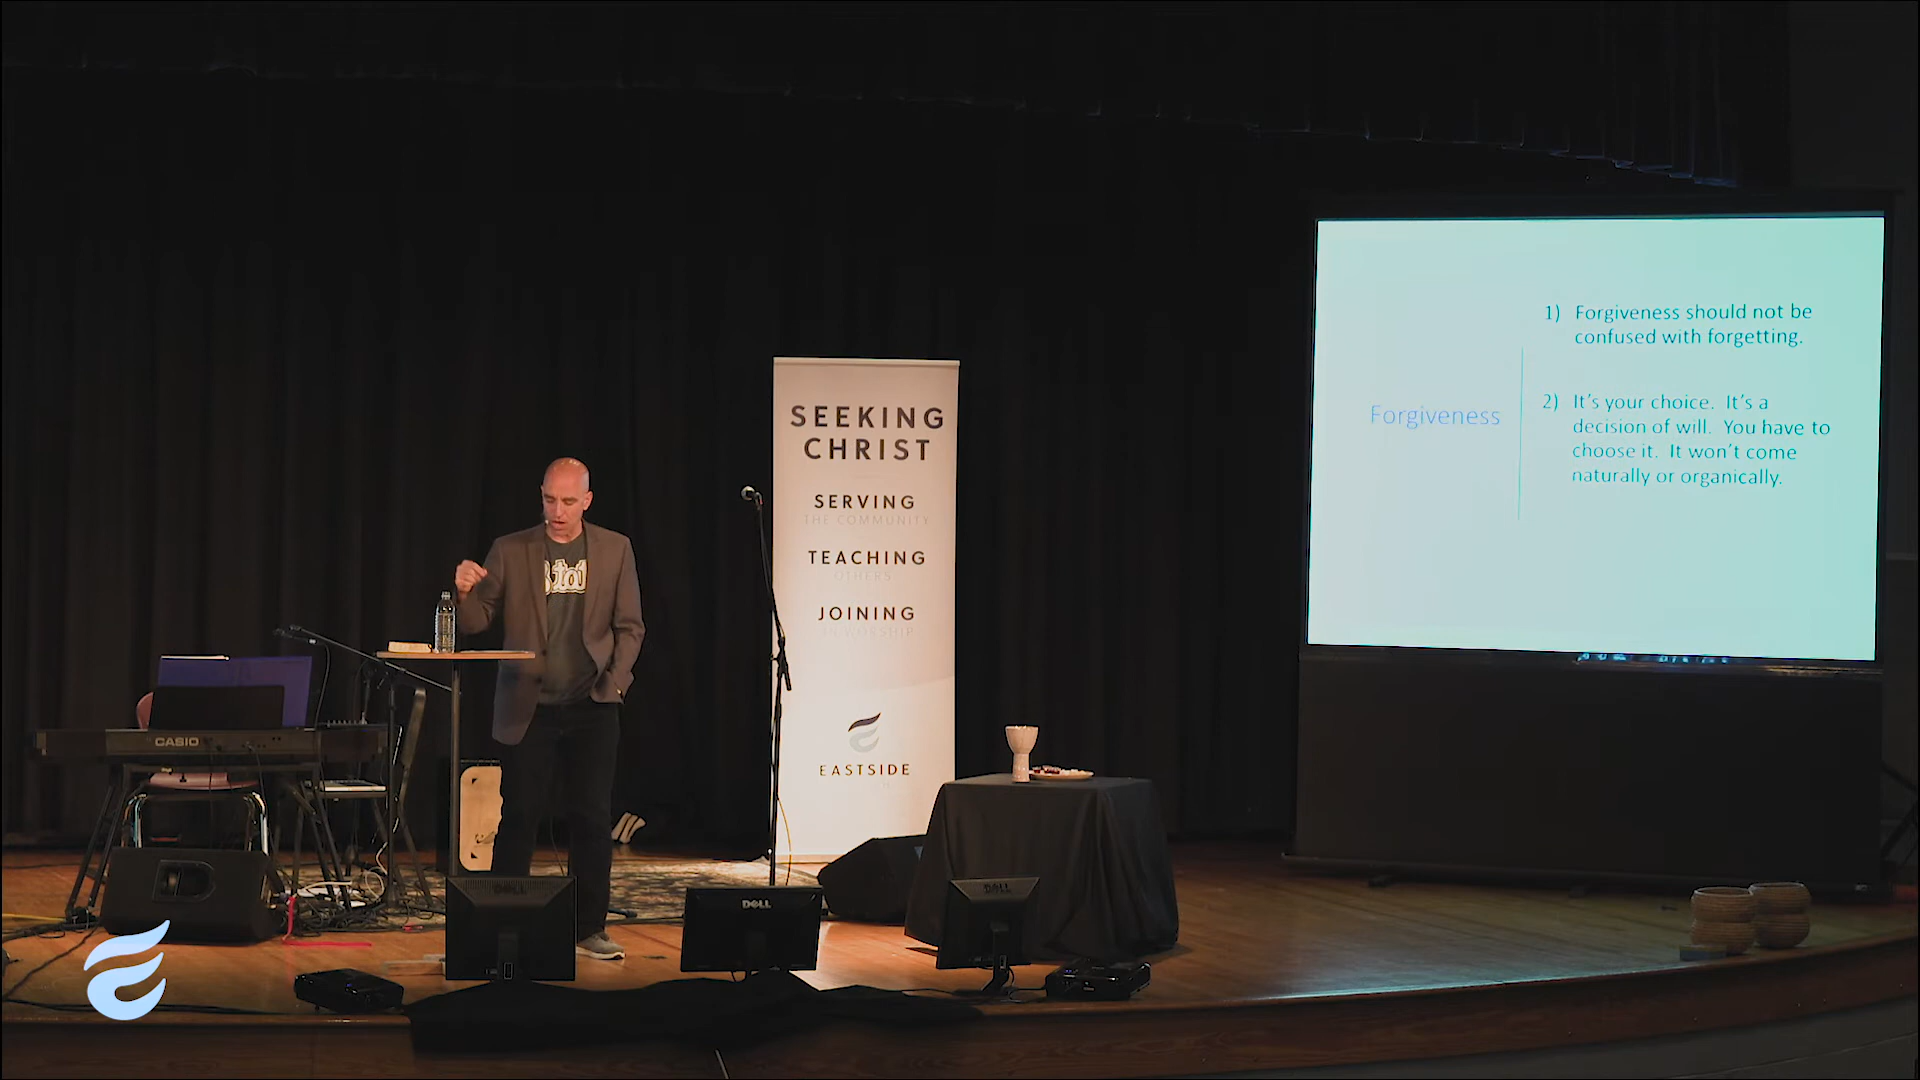 SEEKING
CHRIST
SERVING
THE COMMUNITY
TEACHING
OTHERS
JOINING
IN WORSHIP
EASTSIDE
Forgiveness
1) Forgiveness should not be
confused with forgetting.
2) It's your choice. It's a
decision of will. You have to
choose it. It won't come
naturally or organically.
CASIO
DELL
DELL
DELL